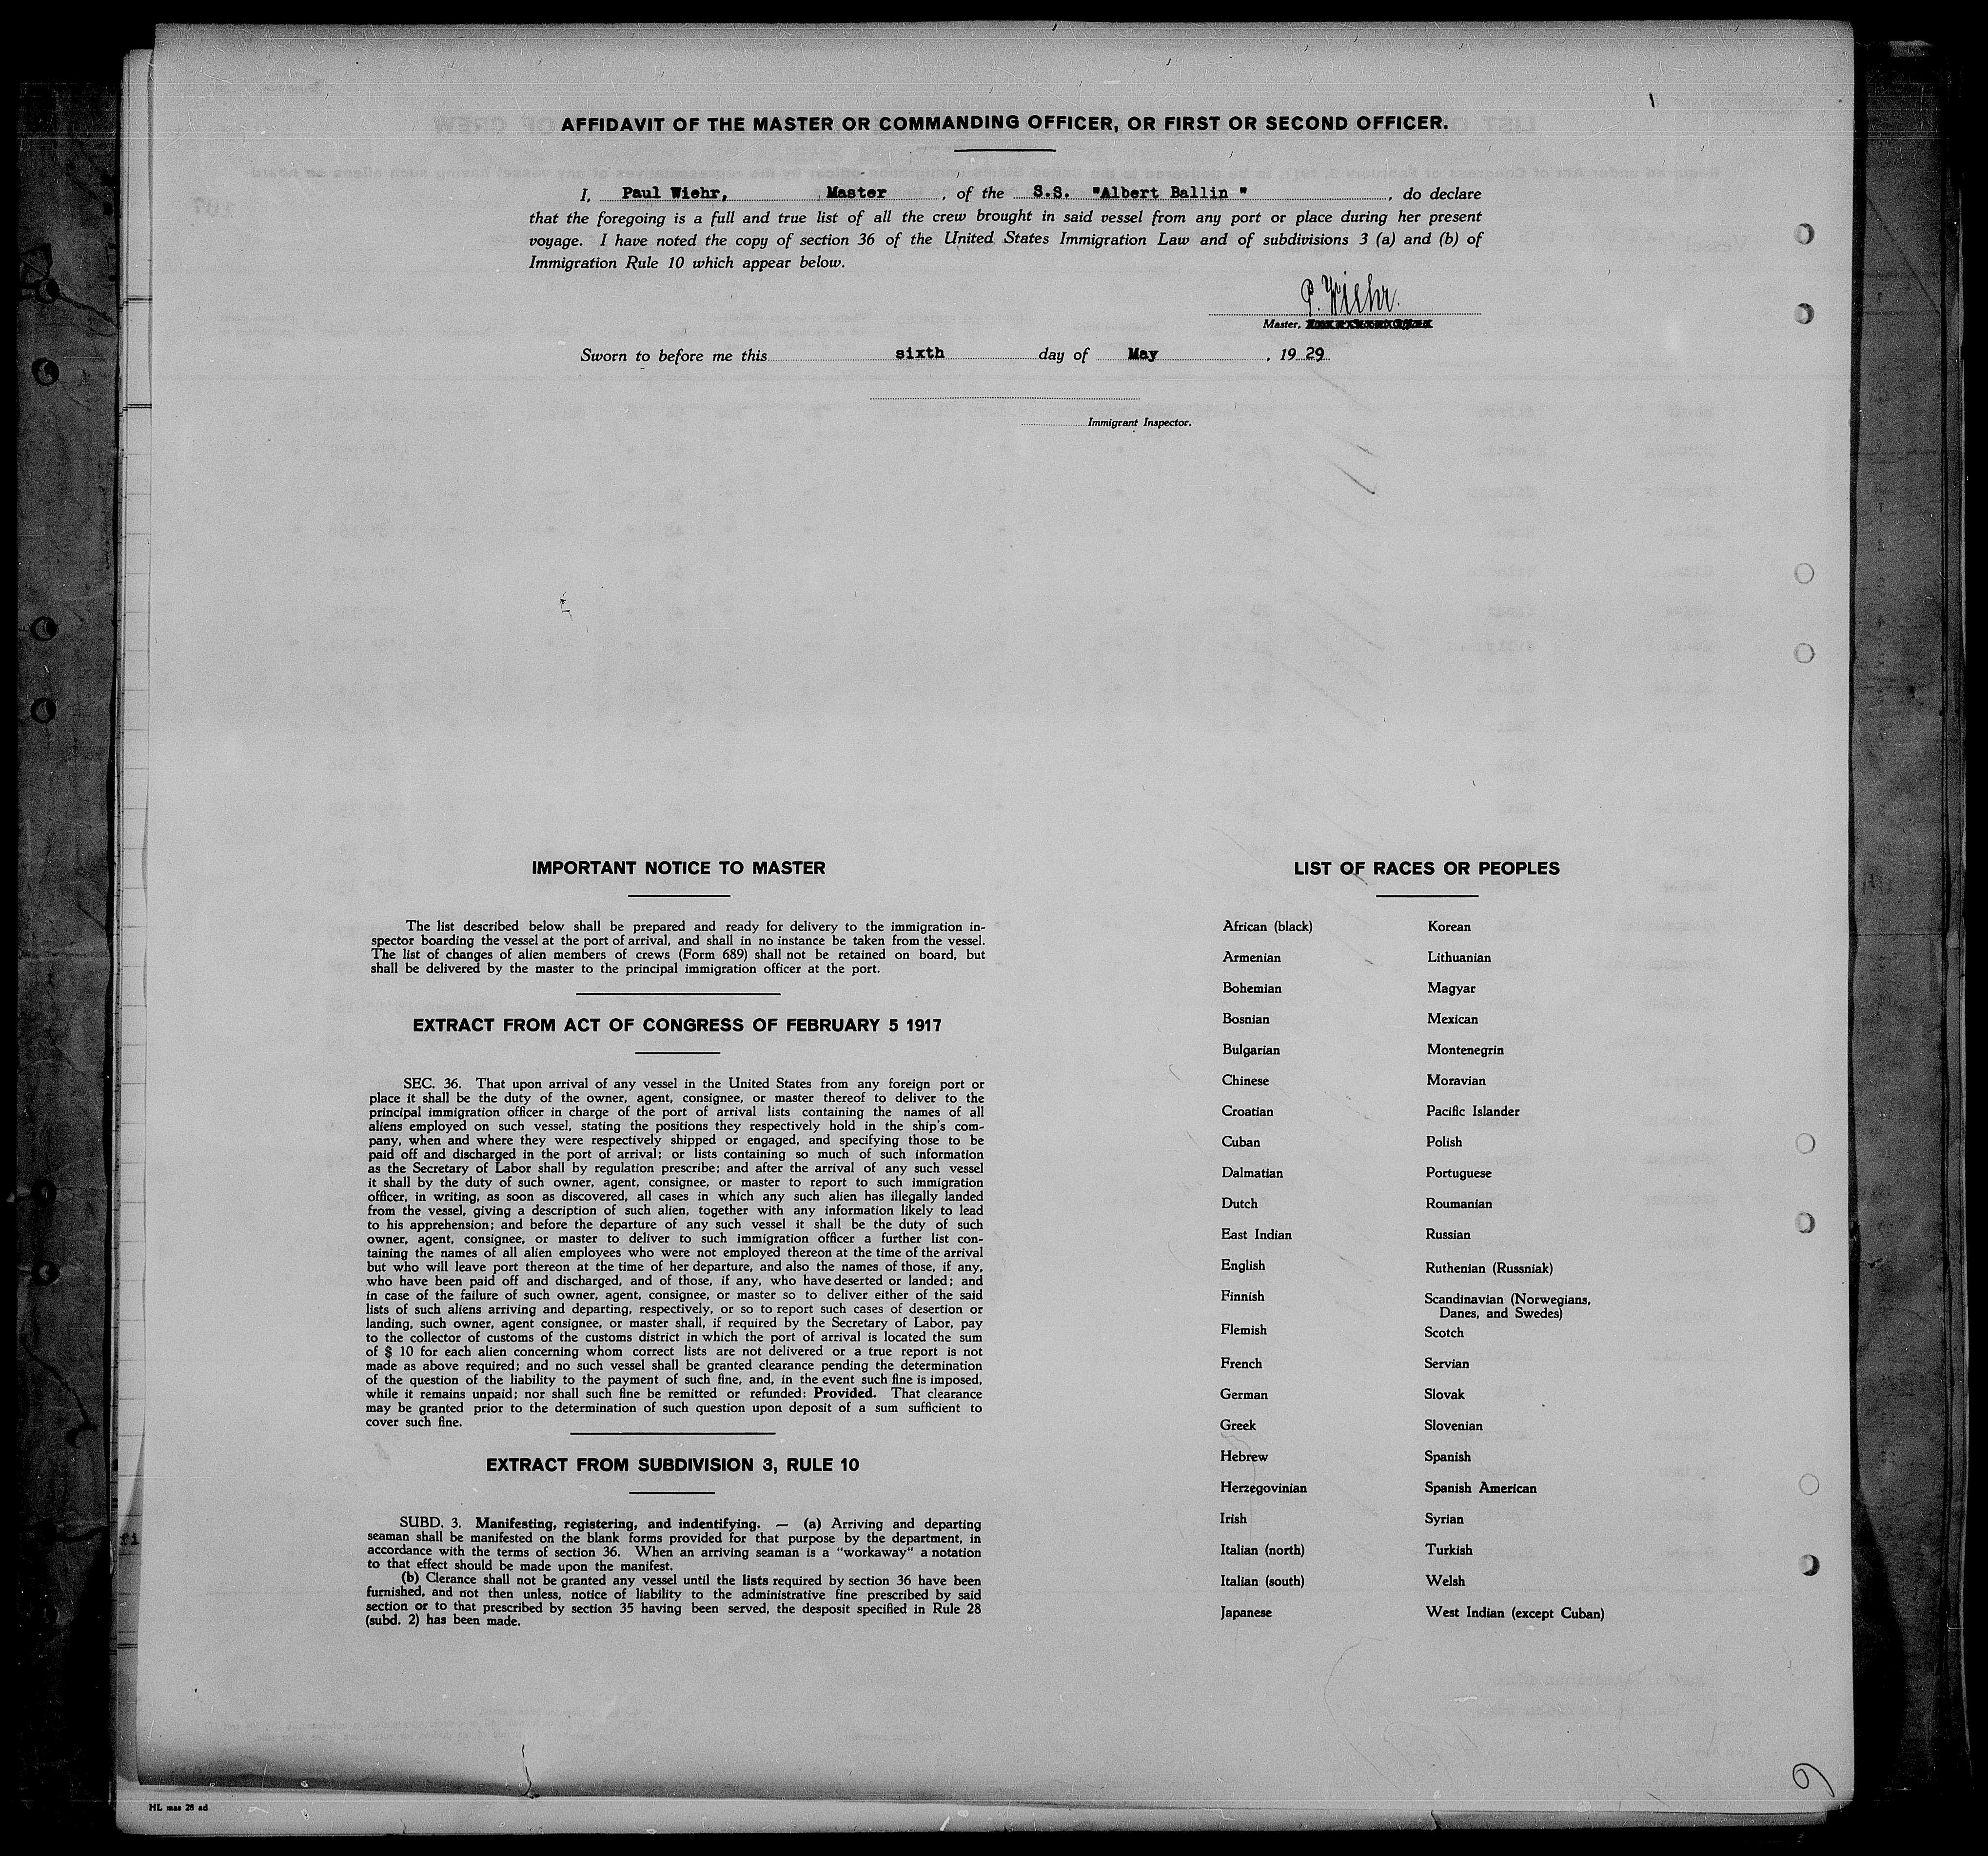 AFFIDAVIT OF THE MASTER OR COMMANDING OFFICER, OR FIRST OR SECOND OFFICER.
I, Paul Wiehr, Master, of the S.S. "Albert Ballin ", do declare
that the foregoing is a full and true list of all the crew brought in said vessel from any port or place during her present
voyage. I have noted the copy of section 36 of the United States Immigration Law and of subdivisions 3 (a) and (b) of
Immigration Rule 10 which appear below.
P. Wiehr.
Master,
Sworn to before me this sixth day of May, 19 29
Immigrant Inspector.
IMPORTANT NOTICE TO MASTER
The list described below shall be prepared and ready for delivery to the immigration in-
spector boarding the vessel at the port of arrival, and shall in no instance be taken from the vessel.
The list of changes of alien members of crews (Form 689) shall not be retained on board, but
shall be delivered by the master to the principal immigration officer at the port.
EXTRACT FROM ACT OF CONGRESS OF FEBRUARY 5 1917
SEC. 36. That upon arrival of any vessel in the United States from any foreign port or
place it shall be the duty of the owner, agent, consignee, or master thereof to deliver to the
principal immigration officer in charge of the port of arrival lists containing the names of all
aliens employed on such vessel, stating the positions they respectively hold in the ship's com-
pany, when and where they were respectively shipped or engaged, and specifying those to be
paid off and discharged in the port of arrival; or lists containing so much of such information
as the Secretary of Labor shall by regulation prescribe; and after the arrival of any such vessel
it shall by the duty of such owner, agent, consignee, or master to report to such immigration
officer, in writing, as soon as discovered, all cases in which any such alien has illegally landed
from the vessel, giving a description of such alien, together with any information likely to lead
to his apprehension; and before the departure of any such vessel it shall be the duty of such
owner, agent, consignee, or master to deliver to such immigration officer a further list con-
taining the names of all alien employees who were not employed thereon at the time of the arrival
but who will leave port thereon at the time of her departure, and also the names of those, if any,
who have been paid off and discharged, and of those, if any, who have deserted or landed; and
in case of the failure of such owner, agent, consignee, or master so to deliver either of the said
lists of such aliens arriving and departing, respectively, or so to report such cases of desertion or
landing, such owner, agent consignee, or master shall, if required by the Secretary of Labor, pay
to the collector of customs of the customs district in which the port of arrival is located the sum
of $ 10 for each alien concerning whom correct lists are not delivered or a true report is not
made as above required; and no such vessel shall be granted clearance pending the determination
of the question of the liability to the payment of such fine, and, in the event such fine is imposed,
while it remains unpaid; nor shall such fine be remitted or refunded: Provided. That clearance
may be granted prior to the determination of such question upon deposit of a sum sufficient to
cover such fine.
EXTRACT FROM SUBDIVISION 3, RULE 10
SUBD. 3. Manifesting, registering, and indentifying. — (a) Arriving and departing
seaman shall be manifested on the blank forms provided for that purpose by the department, in
accordance with the terms of section 36. When an arriving seaman is a "workaway" a notation
to that effect should be made upon the manifest.
(b) Clerance shall not be granted any vessel until the lists required by section 36 have been
furnished, and not then unless, notice of liability to the administrative fine prescribed by said
section or to that prescribed by section 35 having been served, the desposit specified in Rule 28
(subd. 2) has been made.
LIST OF RACES OR PEOPLES
African (black) Korean
Armenian Lithuanian
Bohemian Magyar
Bosnian Mexican
Bulgarian Montenegrin
Chinese Moravian
Croatian Pacific Islander
Cuban Polish
Dalmatian Portuguese
Dutch Roumanian
East Indian Russian
English Ruthenian (Russniak)
Finnish Scandinavian (Norwegians,
Danes, and Swedes)
Flemish Scotch
French Servian
German Slovak
Greek Slovenian
Hebrew Spanish
Herzegovinian Spanish American
Irish Syrian
Italian (north) Turkish
Italian (south) Welsh
Japanese West Indian (except Cuban)
HL mas 28 ad